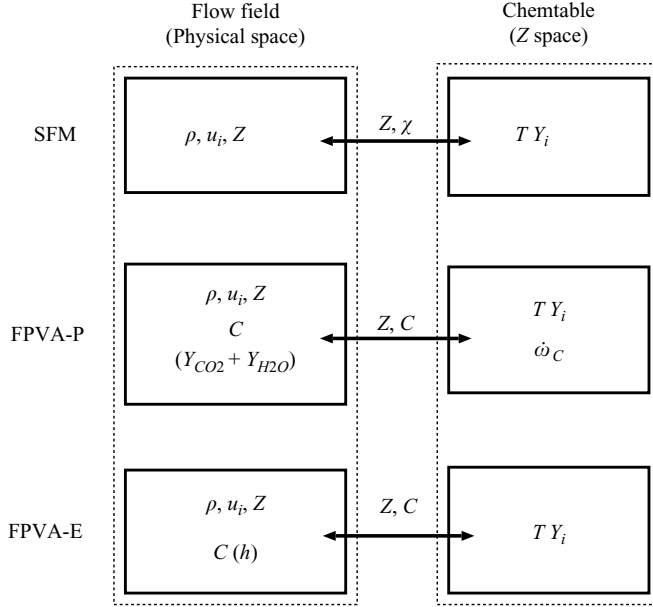 Flow field
(Physical space)
Chemtable
(Z space)
SFM
ρ, u_i, Z
Z, χ
T Y_i
FPVA-P
ρ, u_i, Z
C
(Y_CO2 + Y_H2O)
Z, C
T Y_i
ω̇_C
FPVA-E
ρ, u_i, Z
C (h)
Z, C
T Y_i